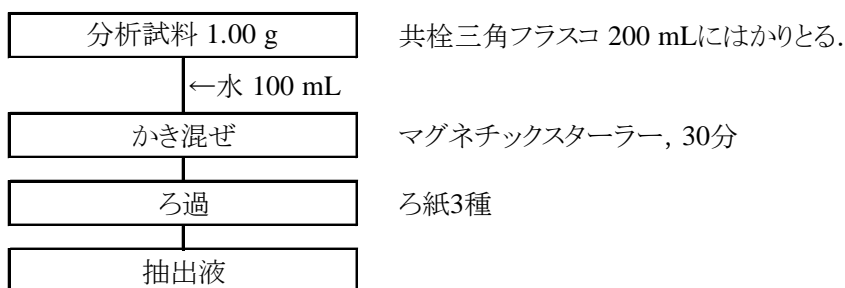 分析試料 1.00 g 共栓三角フラスコ 200 mLにはかりとる.
←水 100 mL
かき混ぜ マグネチックスターラー, 30分
ろ過 ろ紙3種
抽出液